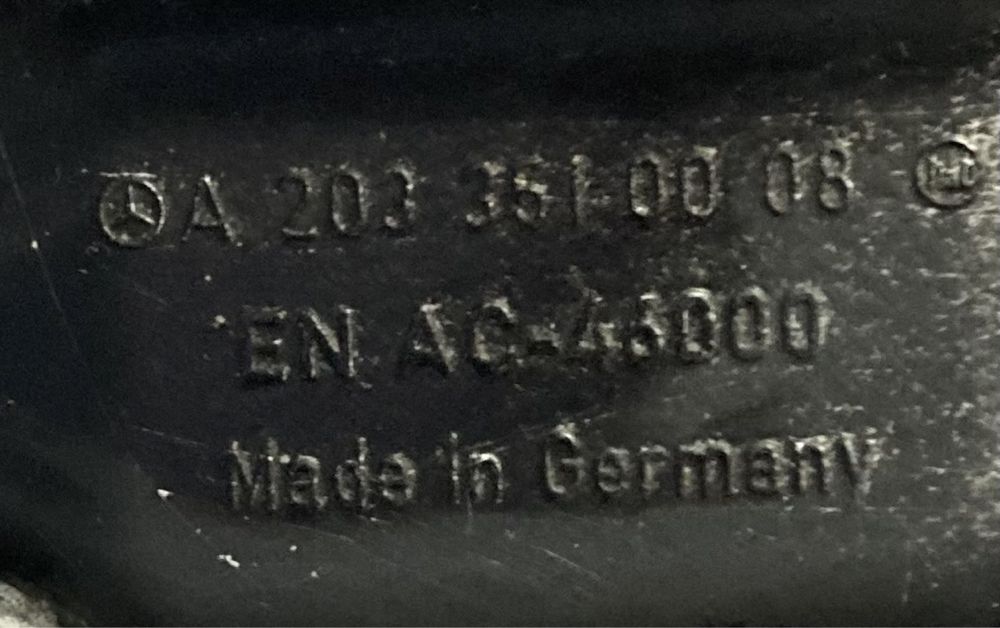 A 203 351 00 08
EN AC-46000
Made in Germany